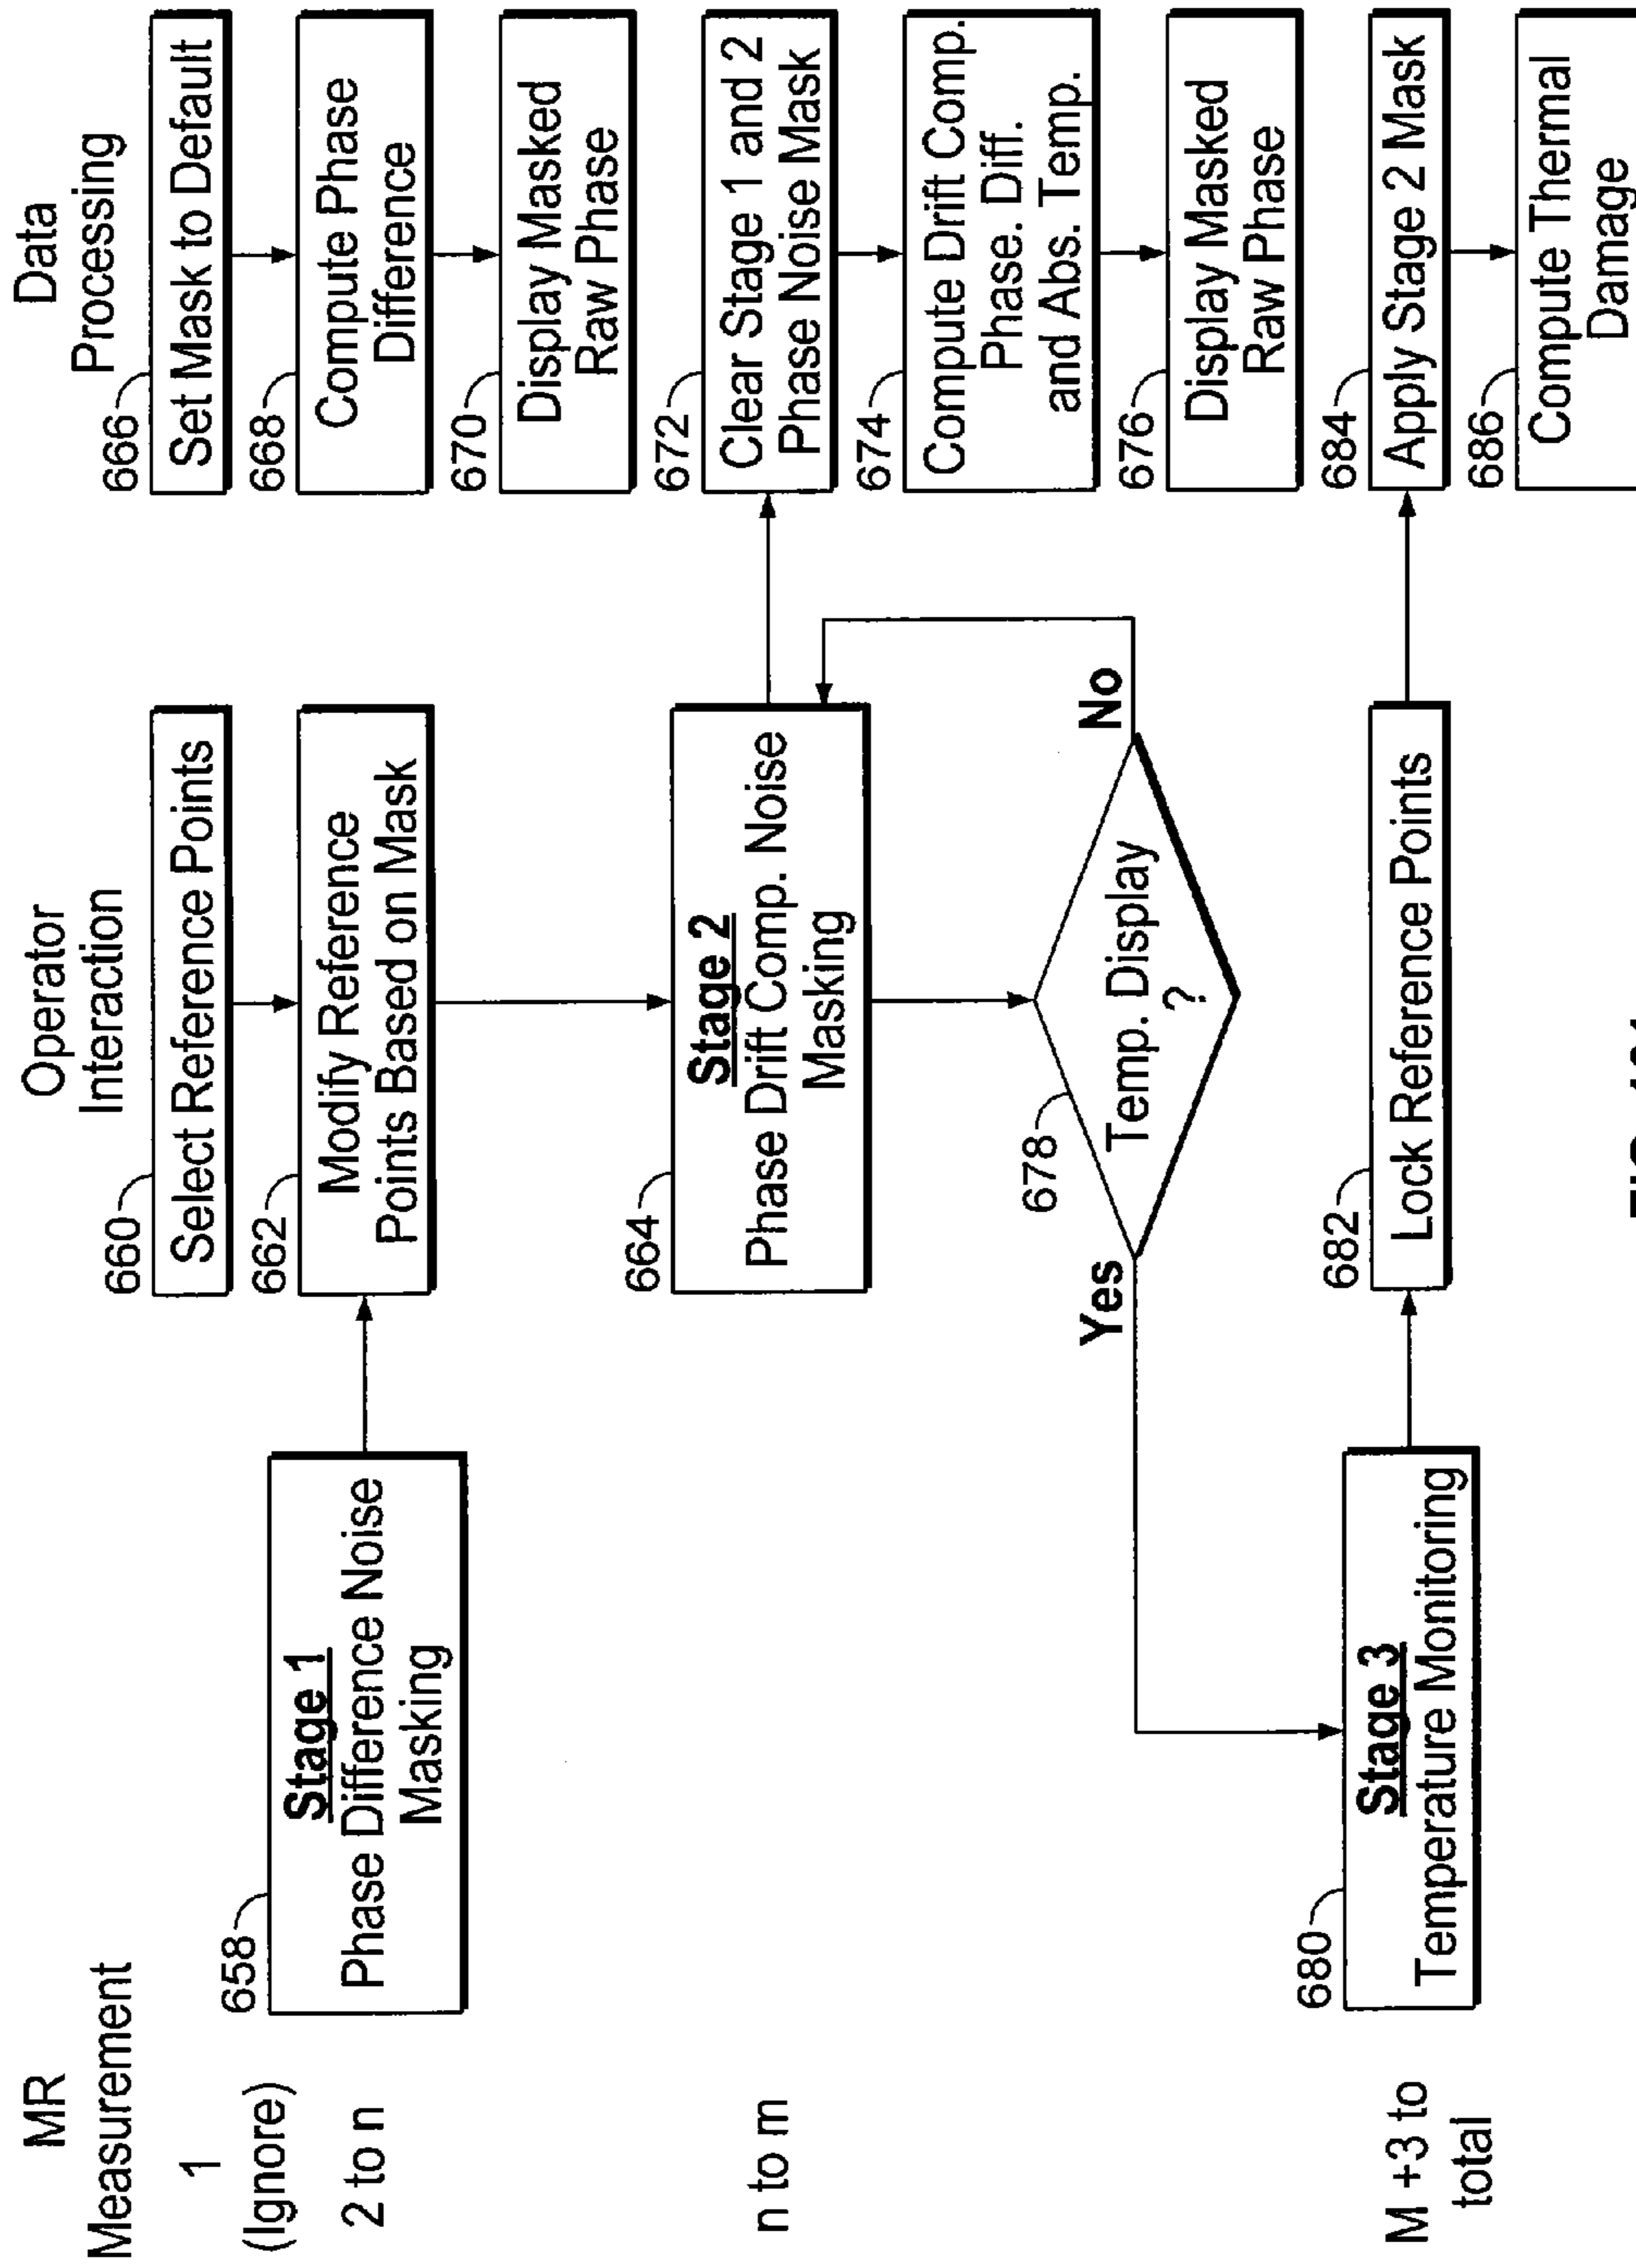 MR
Measurement
Operator
Interaction
Data
Processing
1
(Ignore)
660
Select Reference Points
666
Set Mask to Default
2 to n
658
Stage 1
Phase Difference Noise
Masking
662
Modify Reference
Points Based on Mask
668
Compute Phase
Difference
670
Display Masked
Raw Phase
n to m
664
Stage 2
Phase Drift Comp. Noise
Masking
672
Clear Stage 1 and 2
Phase Noise Mask
674
Compute Drift Comp.
Phase. Diff.
and Abs. Temp.
676
Display Masked
Raw Phase
678
Temp. Display
?
Yes
No
M +3 to
total
680
Stage 3
Temperature Monitoring
682
Lock Reference Points
684
Apply Stage 2 Mask
686
Compute Thermal
Damage